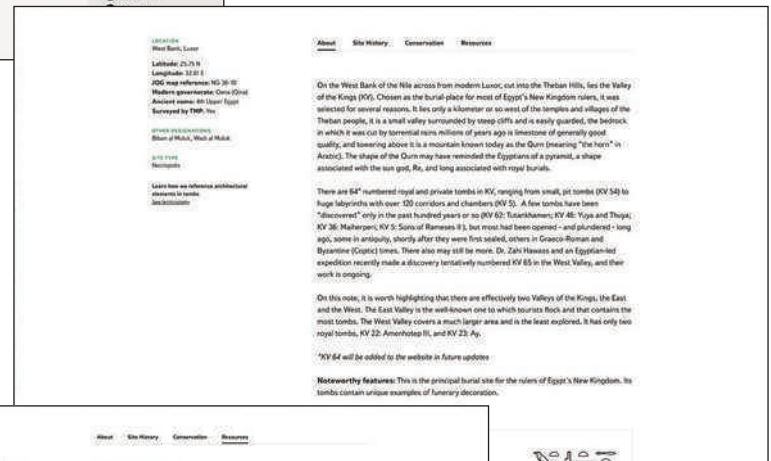 LOCATION
West Bank, Luxor
Latitude: 25.75 N
Longitude: 32.61 E
JOG map reference: NG 36-10
Modern governorate: Qena (Qina)
Ancient name: 4th Upper Egypt
Surveyed by TMP: Yes
OTHER DESIGNATIONS
Biban al Muluk, Wadi al Muluk
SITE TYPE
Necropolis
Learn how we reference architectural
elements in tombs
See terminology
About Site History Conservation Resources
On the West Bank of the Nile across from modern Luxor, cut into the Theban Hills, lies the Valley
of the Kings (KV). Chosen as the burial-place for most of Egypt's New Kingdom rulers, it was
selected for several reasons. It lies only a kilometer or so west of the temples and villages of the
Theban people, it is a small valley surrounded by steep cliffs and is easily guarded, the bedrock
in which it was cut by torrential rains millions of years ago is limestone of generally good
quality, and towering above it is a mountain known today as the Qurn (meaning "the horn" in
Arabic). The shape of the Qurn may have reminded the Egyptians of a pyramid, a shape
associated with the sun god, Re, and long associated with royal burials.
There are 64* numbered royal and private tombs in KV, ranging from small, pit tombs (KV 54) to
huge labyrinths with over 120 corridors and chambers (KV 5). A few tombs have been
"discovered" only in the past hundred years or so (KV 62: Tutankhamen; KV 46: Yuya and Thuya;
KV 36: Maiherperi; KV 5: Sons of Rameses II), but most had been opened - and plundered - long
ago, some in antiquity, shortly after they were first sealed, others in Graeco-Roman and
Byzantine (Coptic) times. There also may still be more. Dr. Zahi Hawass and an Egyptian-led
expedition recently made a discovery tentatively numbered KV 65 in the West Valley, and their
work is ongoing.
On this note, it is worth highlighting that there are effectively two Valleys of the Kings, the East
and the West. The East Valley is the well-known one to which tourists flock and that contains the
most tombs. The West Valley covers a much larger area and is the least explored. It has only two
royal tombs, KV 22: Amenhotep III, and KV 23: Ay.
*KV 64 will be added to the website in future updates
Noteworthy features: This is the principal burial site for the rulers of Egypt's New Kingdom. Its
tombs contain unique examples of funerary decoration.
About Site History Conservation Resources